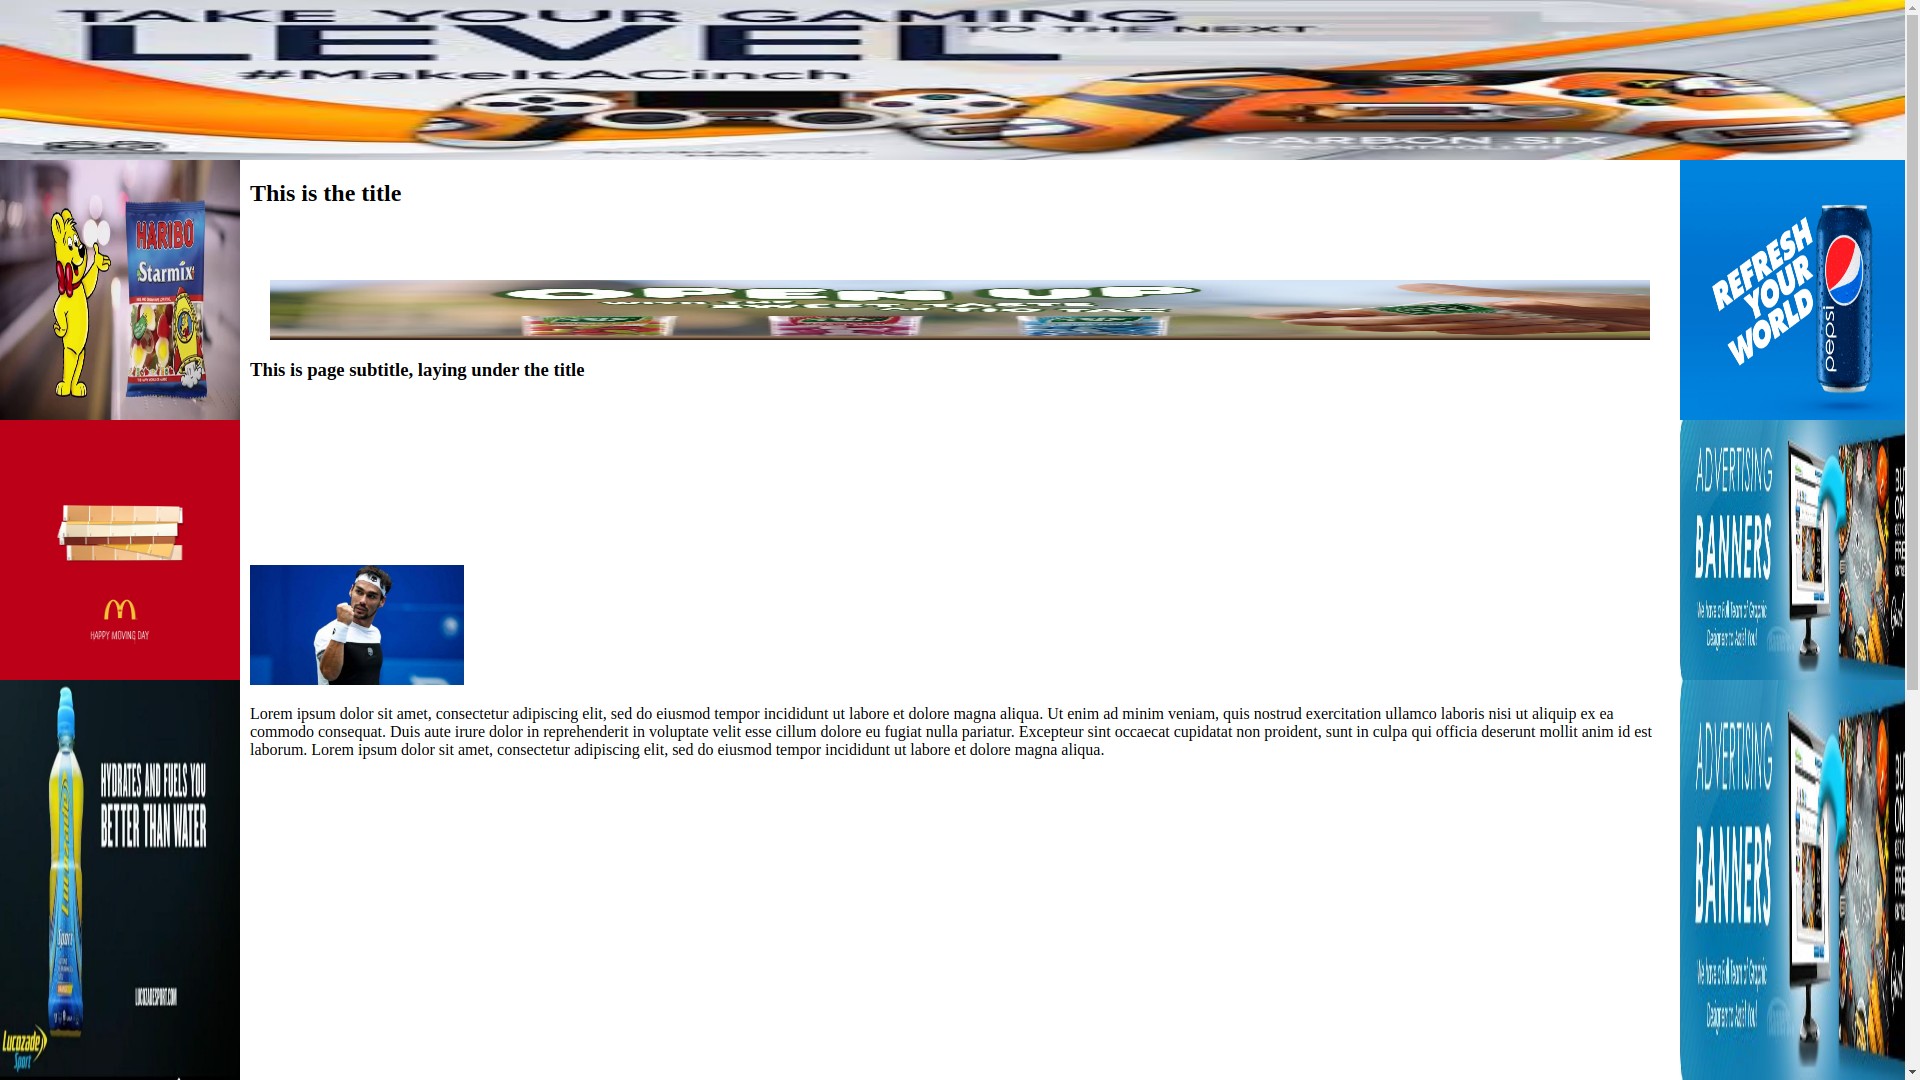 TAKE YOUR GAMING
LEVEL
TO THE NEXT
#MakeItACinch
CARBON SIX
HARIBO
Starmix
This is the title
REFRESH
YOUR
WORLD
pepsi
OPEN UP
This is page subtitle, laying under the title
HAPPY MOVING DAY
ADVERTISING
BANNERS
We have a Full Team of Graphic
Designers to Assist You!
Lorem ipsum dolor sit amet, consectetur adipiscing elit, sed do eiusmod tempor incididunt ut labore et dolore magna aliqua. Ut enim ad minim veniam, quis nostrud exercitation ullamco laboris nisi ut aliquip ex ea
commodo consequat. Duis aute irure dolor in reprehenderit in voluptate velit esse cillum dolore eu fugiat nulla pariatur. Excepteur sint occaecat cupidatat non proident, sunt in culpa qui officia deserunt mollit anim id est
laborum. Lorem ipsum dolor sit amet, consectetur adipiscing elit, sed do eiusmod tempor incididunt ut labore et dolore magna aliqua.
HYDRATES AND FUELS YOU
BETTER THAN WATER
Lucozade
Sport
LUCOZADESPORT.COM
Lucozade
Sport
ADVERTISING
BANNERS
We have a Full Team of Graphic
Designers to Assist You!